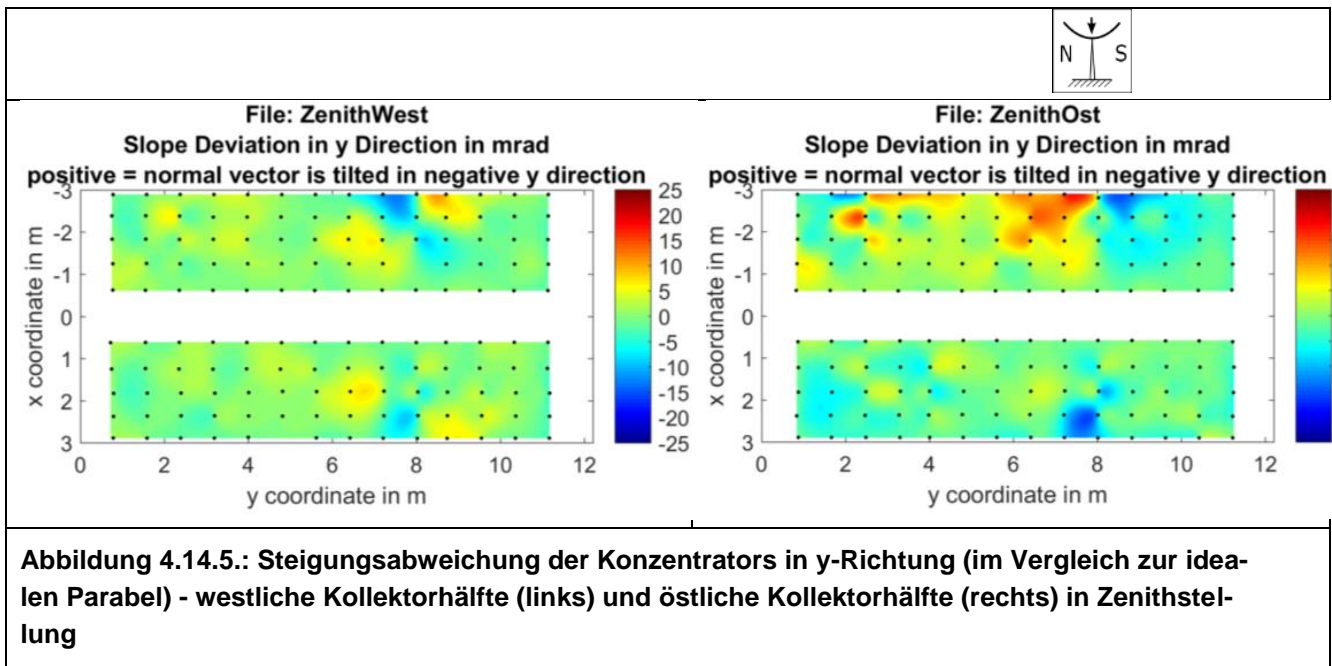 N S
File: ZenithWest
Slope Deviation in y Direction in mrad
positive = normal vector is tilted in negative y direction
-3
-2
-1
0
1
2
3
x coordinate in m
0 2 4 6 8 10 12
y coordinate in m
25
20
15
10
5
0
-5
-10
-15
-20
-25
File: ZenithOst
Slope Deviation in y Direction in mrad
positive = normal vector is tilted in negative y direction
-3
-2
-1
0
1
2
3
x coordinate in m
0 2 4 6 8 10 12
y coordinate in m
Abbildung 4.14.5.: Steigungsabweichung der Konzentrators in y-Richtung (im Vergleich zur idea-
len Parabel) - westliche Kollektorhälfte (links) und östliche Kollektorhälfte (rechts) in Zenithstel-
lung